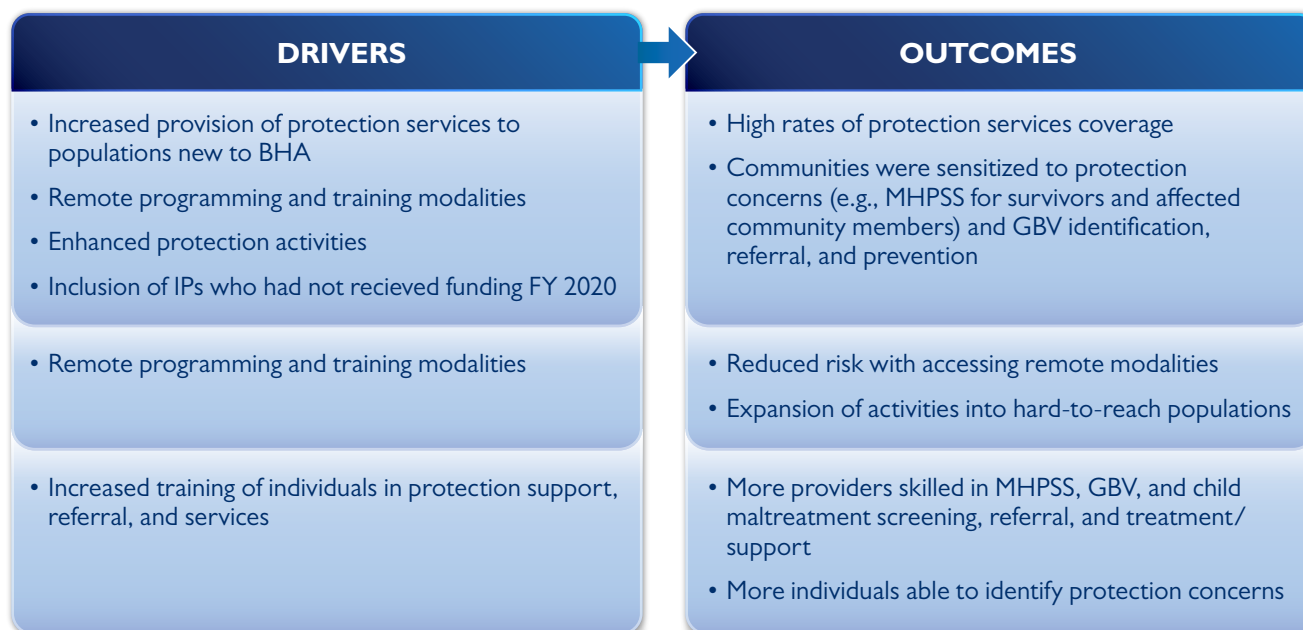 DRIVERS
• Increased provision of protection services to
populations new to BHA
• Remote programming and training modalities
• Enhanced protection activities
• Inclusion of IPs who had not recieved funding FY 2020
• Remote programming and training modalities
• Increased training of individuals in protection support,
referral, and services
OUTCOMES
• High rates of protection services coverage
• Communities were sensitized to protection
concerns (e.g., MHPSS for survivors and affected
community members) and GBV identification,
referral, and prevention
• Reduced risk with accessing remote modalities
• Expansion of activities into hard-to-reach populations
• More providers skilled in MHPSS, GBV, and child
maltreatment screening, referral, and treatment/
support
• More individuals able to identify protection concerns